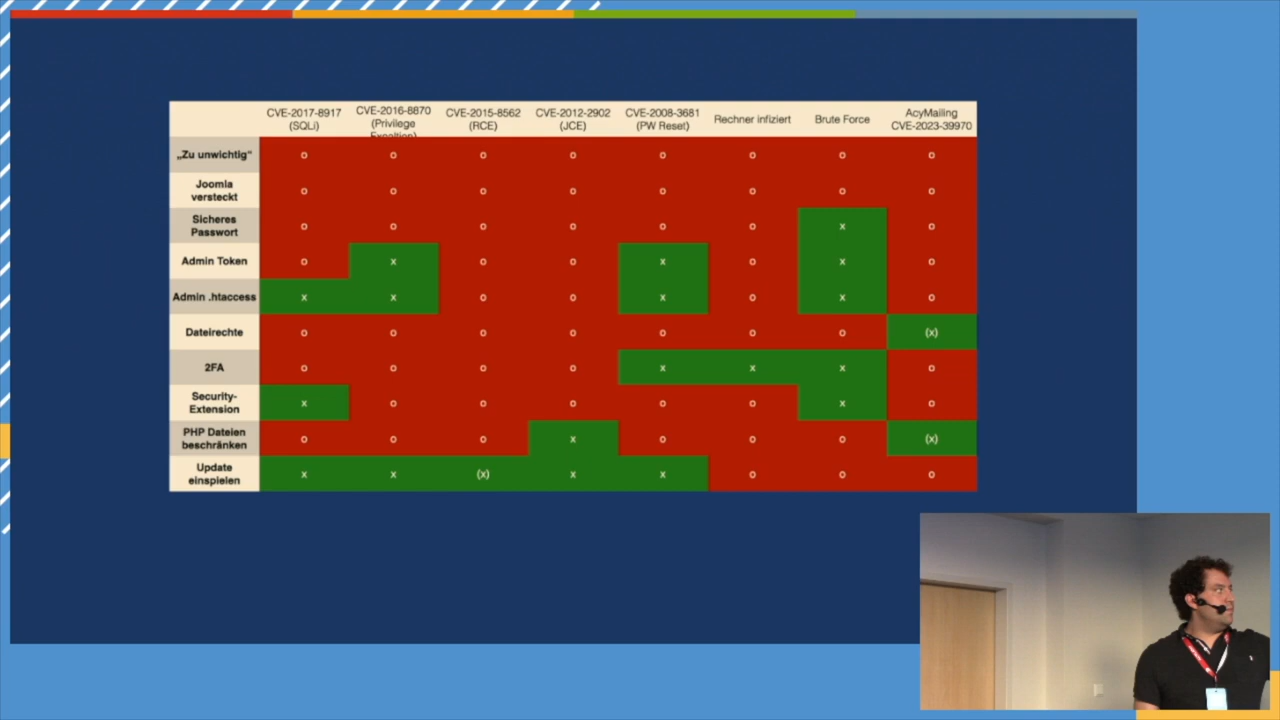 CVE-2017-8917 CVE-2016-8870 CVE-2015-8562 CVE-2012-2902 CVE-2008-3681 Rechner infiziert Brute Force AcyMailing
(SQLi) (Privilege (RCE) (JCE) (PW Reset) CVE-2023-39970
„Zu unwichtig“ o o o o o o o o
Joomla
versteckt o o o o o o o o
Sicheres
Passwort o o o o o o x o
Admin Token o x o o x o x o
Admin .htaccess x x o o x o x o
Dateirechte o o o o o o o (x)
2FA o o o o x x x o
Security-
Extension x o o o o o x o
PHP Dateien
beschränken o o o x o o o (x)
Update
einspielen x x (x) x x o o o